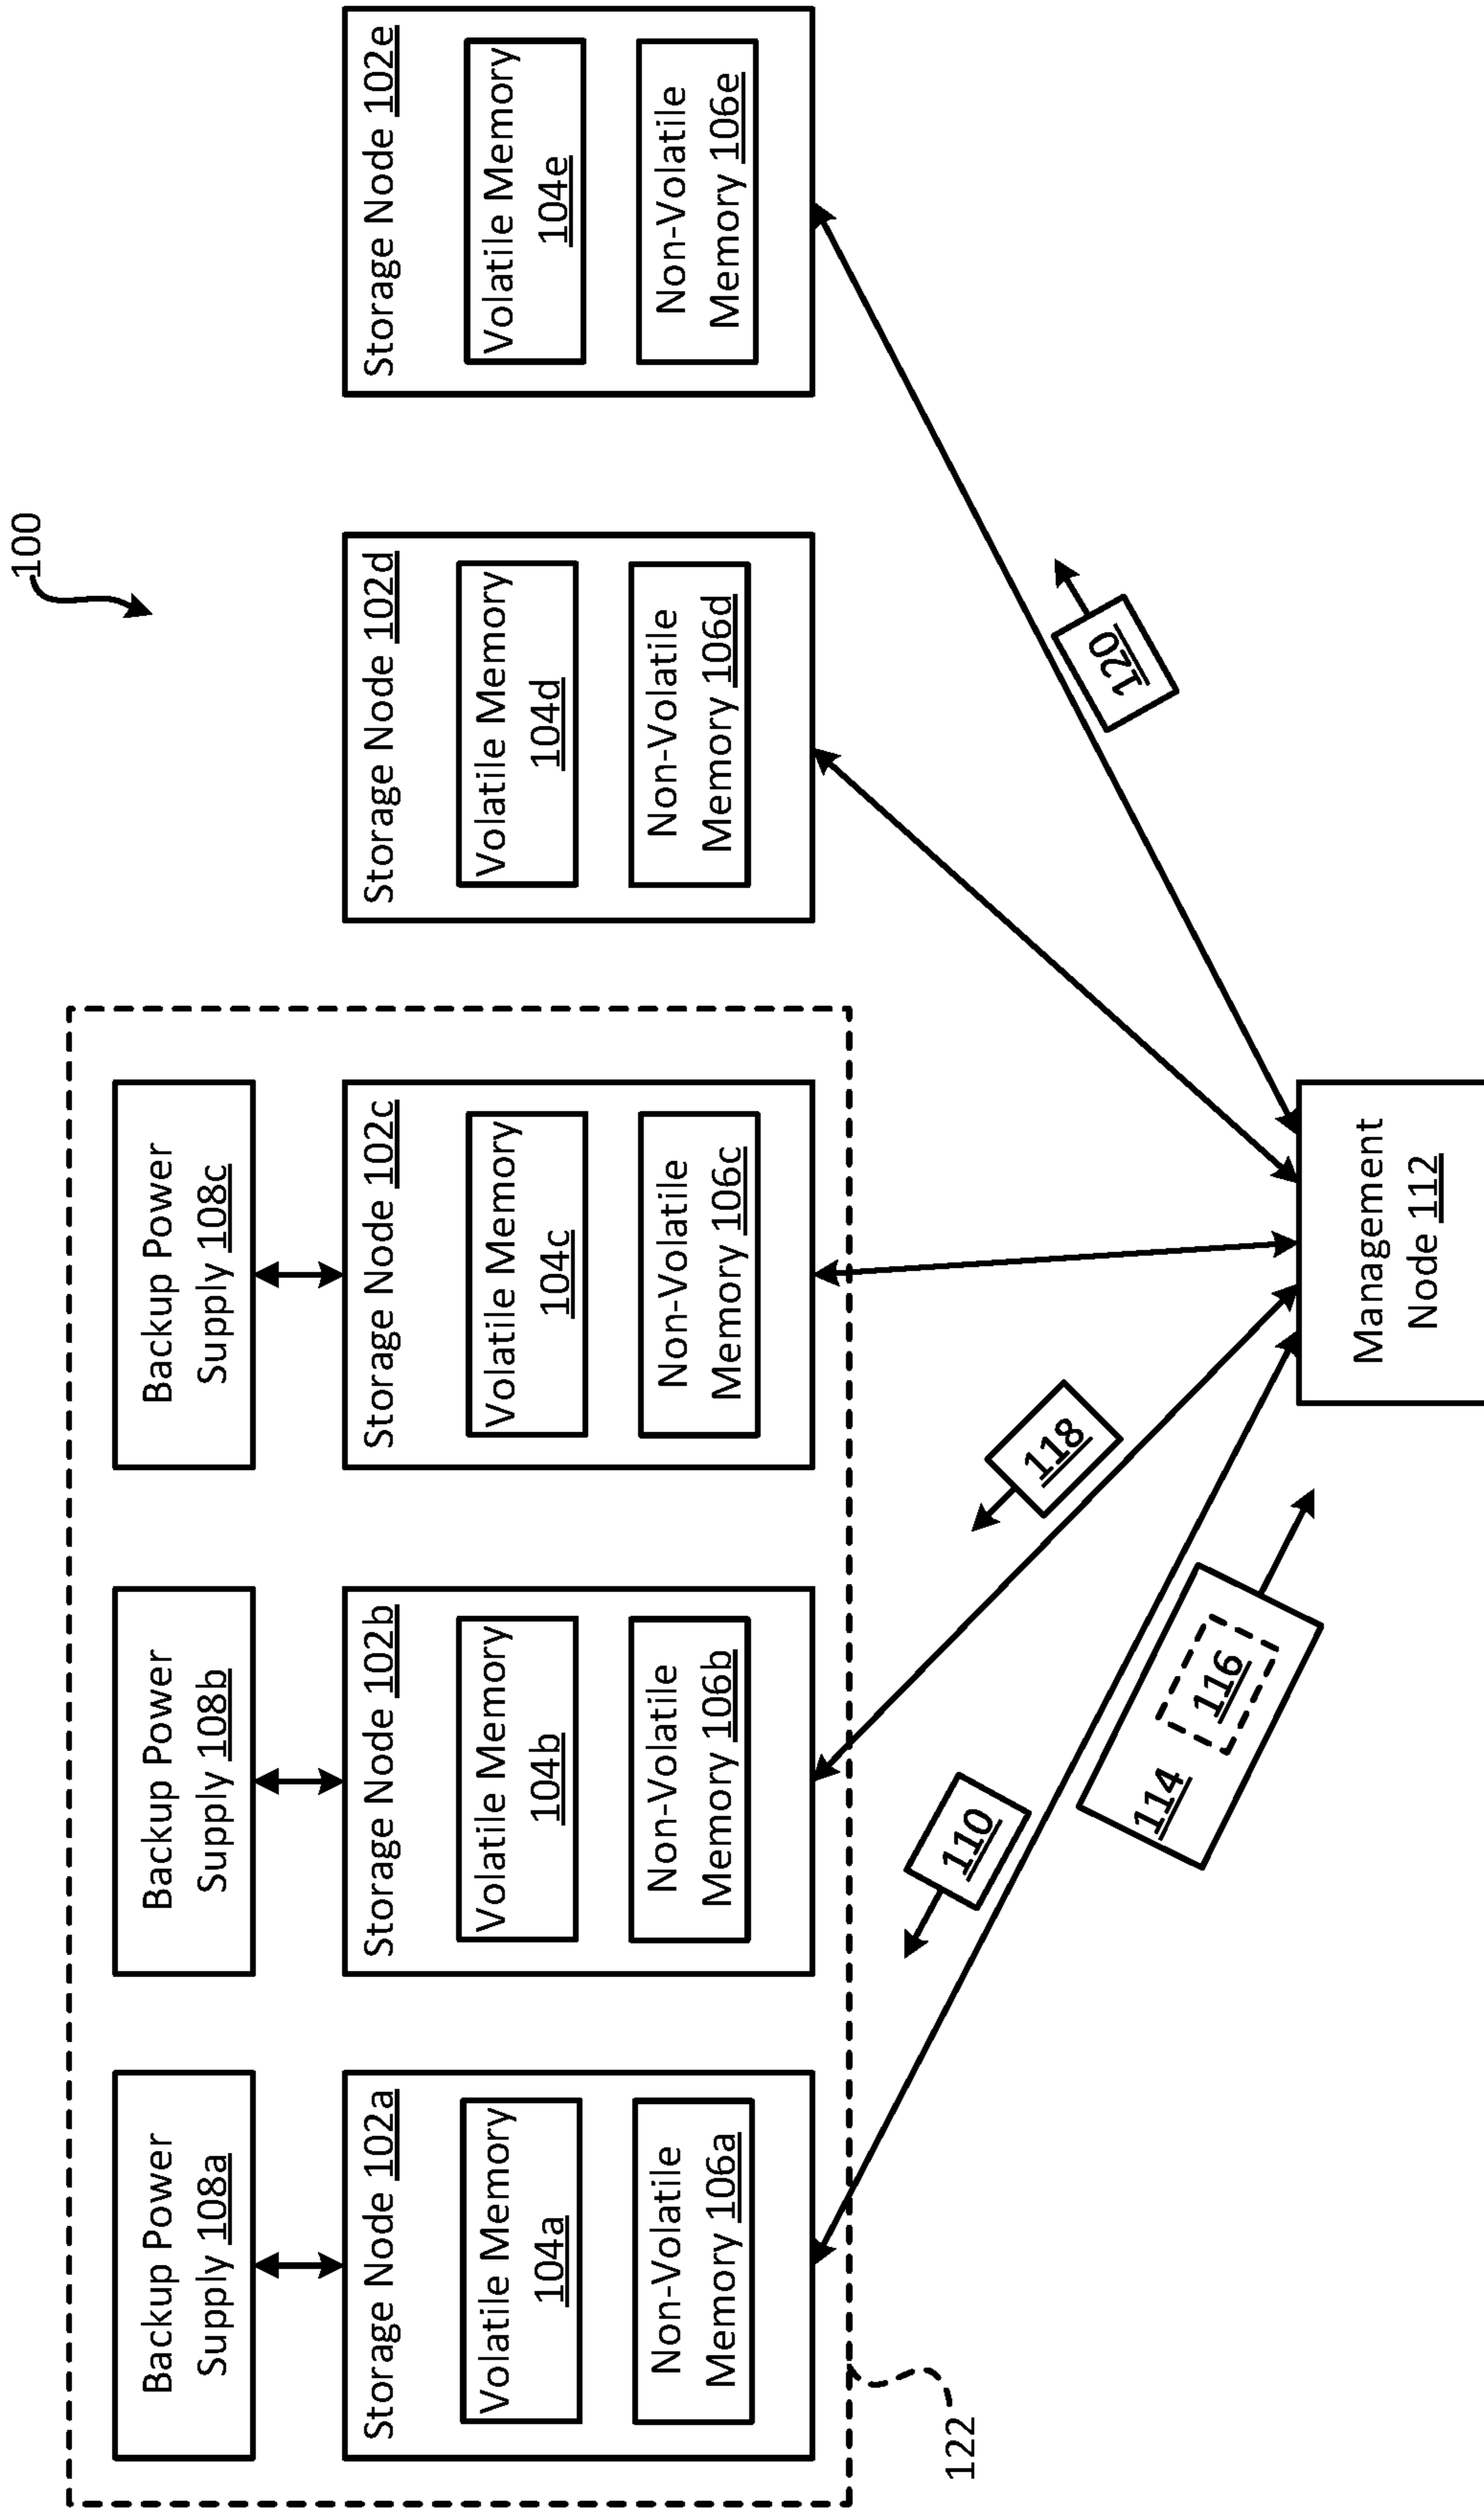 100
Backup Power
Supply 108a
Backup Power
Supply 108b
Backup Power
Supply 108c
Storage Node 102a
Volatile Memory
104a
Non-Volatile
Memory 106a
Storage Node 102b
Volatile Memory
104b
Non-Volatile
Memory 106b
Storage Node 102c
Volatile Memory
104c
Non-Volatile
Memory 106c
Storage Node 102d
Volatile Memory
104d
Non-Volatile
Memory 106d
Storage Node 102e
Volatile Memory
104e
Non-Volatile
Memory 106e
122
110
114
116
118
120
Management
Node 112